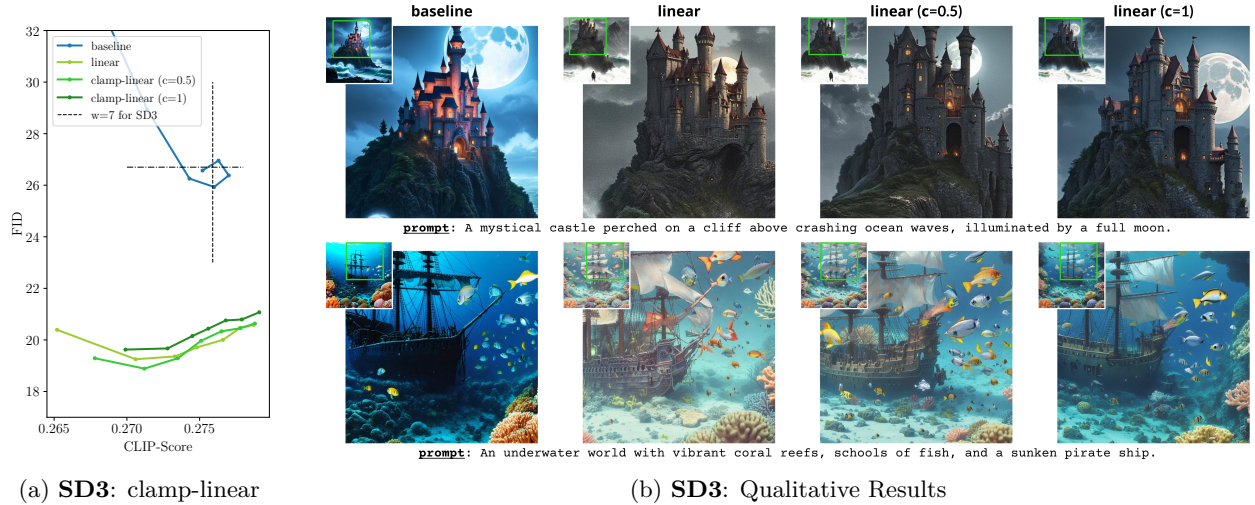 32
30
28
26
24
22
20
18
FID
0.265
0.270
0.275
CLIP-Score
baseline
linear
clamp-linear (c=0.5)
clamp-linear (c=1)
w=7 for SD3
(a) SD3: clamp-linear
baseline
linear
linear (c=0.5)
linear (c=1)
prompt: A mystical castle perched on a cliff above crashing ocean waves, illuminated by a full moon.
prompt: An underwater world with vibrant coral reefs, schools of fish, and a sunken pirate ship.
(b) SD3: Qualitative Results